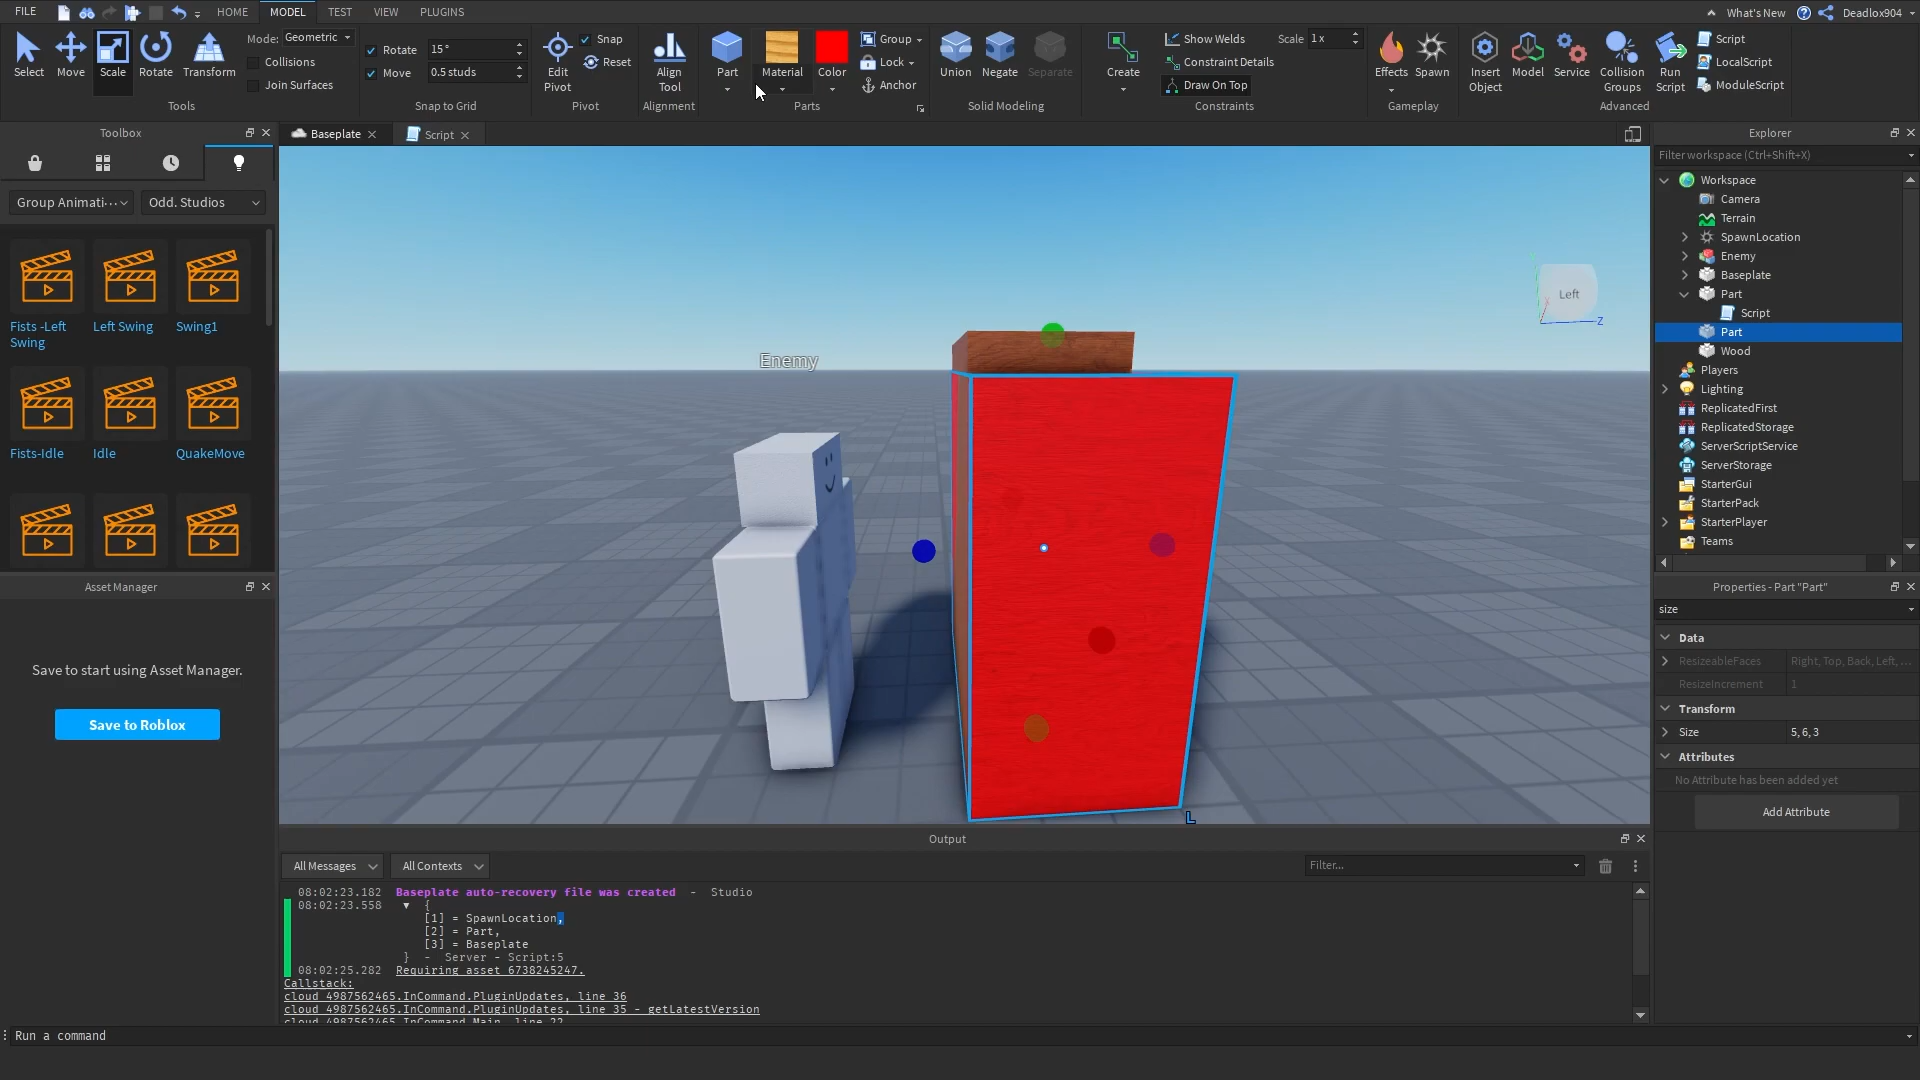 FILE
HOME
MODEL
TEST
VIEW
PLUGINS
What's New
Deadlox904
Select
Move
Scale
Rotate
Transform
Mode: Geometric
Collisions
Join Surfaces
Tools
Rotate 15°
Move 0.5 studs
Snap to Grid
Edit Pivot
Snap
Reset
Pivot
Align Tool
Alignment
Part
Material
Color
Group
Lock
Anchor
Parts
Union
Negate
Separate
Solid Modeling
Create
Show Welds
Scale 1x
Constraint Details
Draw On Top
Constraints
Effects
Spawn
Gameplay
Insert Object
Model
Service
Collision Groups
Run Script
Script
LocalScript
ModuleScript
Advanced
Toolbox
Group Animati···
Odd. Studios
Fists -Left Swing
Left Swing
Swing1
Fists-Idle
Idle
QuakeMove
Asset Manager
Save to start using Asset Manager.
Save to Roblox
Baseplate
Script
Enemy
Left
Z
L
Output
All Messages
All Contexts
Filter...
08:02:23.182 Baseplate auto-recovery file was created - Studio
08:02:23.558 ▼ {
[1] = SpawnLocation,
[2] = Part,
[3] = Baseplate
} - Server - Script:5
08:02:25.282 Requiring asset 6738245247.
Callstack:
cloud_4987562465.InCommand.PluginUpdates, line 36
cloud_4987562465.InCommand.PluginUpdates, line 35 - getLatestVersion
cloud_4987562465.InCommand.Main, line 22
Run a command
Explorer
Filter workspace (Ctrl+Shift+X)
Workspace
Camera
Terrain
SpawnLocation
Enemy
Baseplate
Part
Script
Part
Wood
Players
Lighting
ReplicatedFirst
ReplicatedStorage
ServerScriptService
ServerStorage
StarterGui
StarterPack
StarterPlayer
Teams
Properties - Part "Part"
size
Data
ResizeableFaces Right, Top, Back, Left, ...
ResizeIncrement 1
Transform
Size 5, 6, 3
Attributes
No Attribute has been added yet
Add Attribute